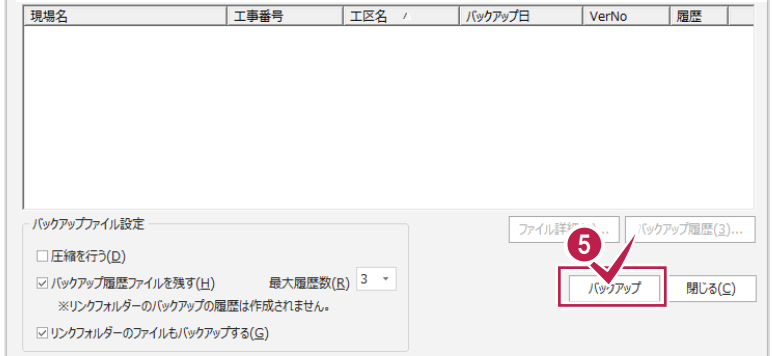 現場名 工事番号 工区名 バックアップ日 VerNo 履歴
バックアップファイル設定
ファイル詳細 ...
バックアップ履歴(3)...
圧縮を行う(D)
バックアップ履歴ファイルを残す(H) 最大履歴数(R) 3
※リンクフォルダーのバックアップの履歴は作成されません。
リンクフォルダーのファイルもバックアップする(G)
5
バックアップ
閉じる(C)